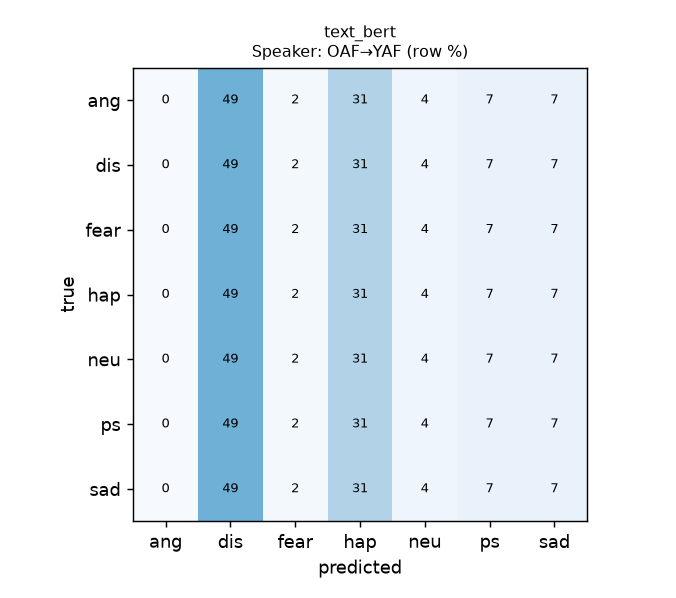 text_bert
Speaker: OAF→YAF (row %)
true
ang 0 49 2 31 4 7 7
dis 0 49 2 31 4 7 7
fear 0 49 2 31 4 7 7
hap 0 49 2 31 4 7 7
neu 0 49 2 31 4 7 7
ps 0 49 2 31 4 7 7
sad 0 49 2 31 4 7 7
ang dis fear hap neu ps sad
predicted